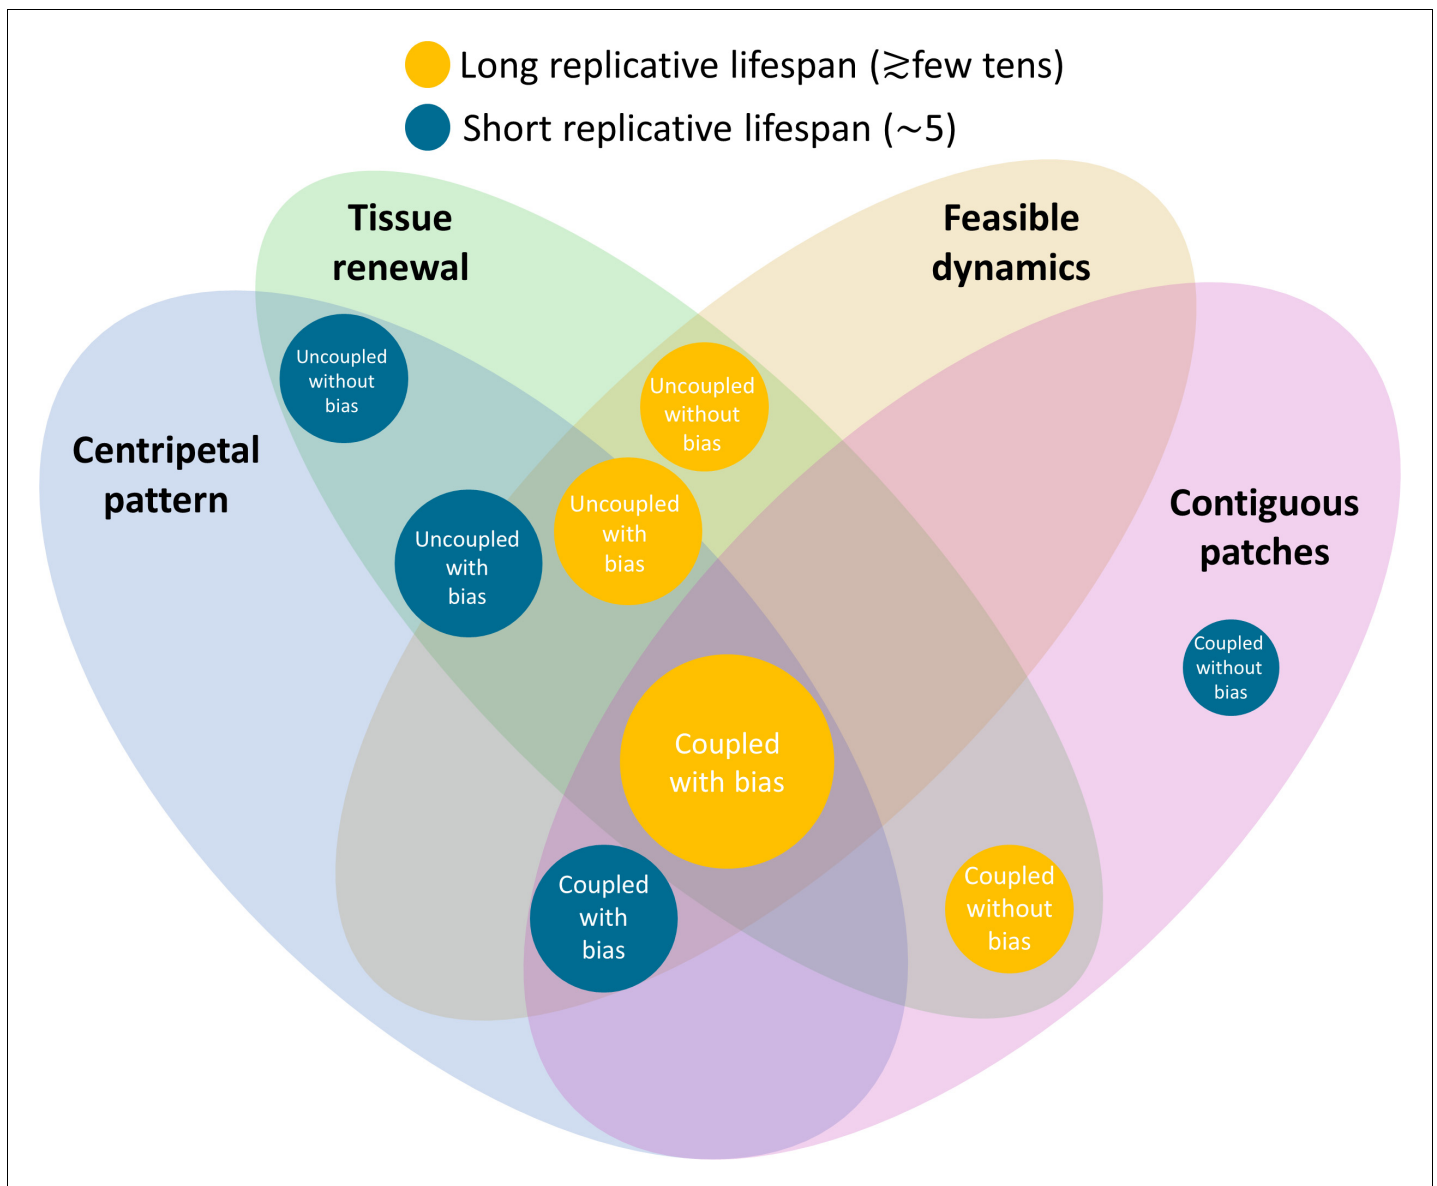 Long replicative lifespan (≳few tens)
Short replicative lifespan (~5)
Tissue
renewal
Feasible
dynamics
Centripetal
pattern
Contiguous
patches
Uncoupled
without
bias
Uncoupled
without
bias
Uncoupled
with
bias
Uncoupled
with
bias
Coupled
without
bias
Coupled
with bias
Coupled
with
bias
Coupled
without
bias